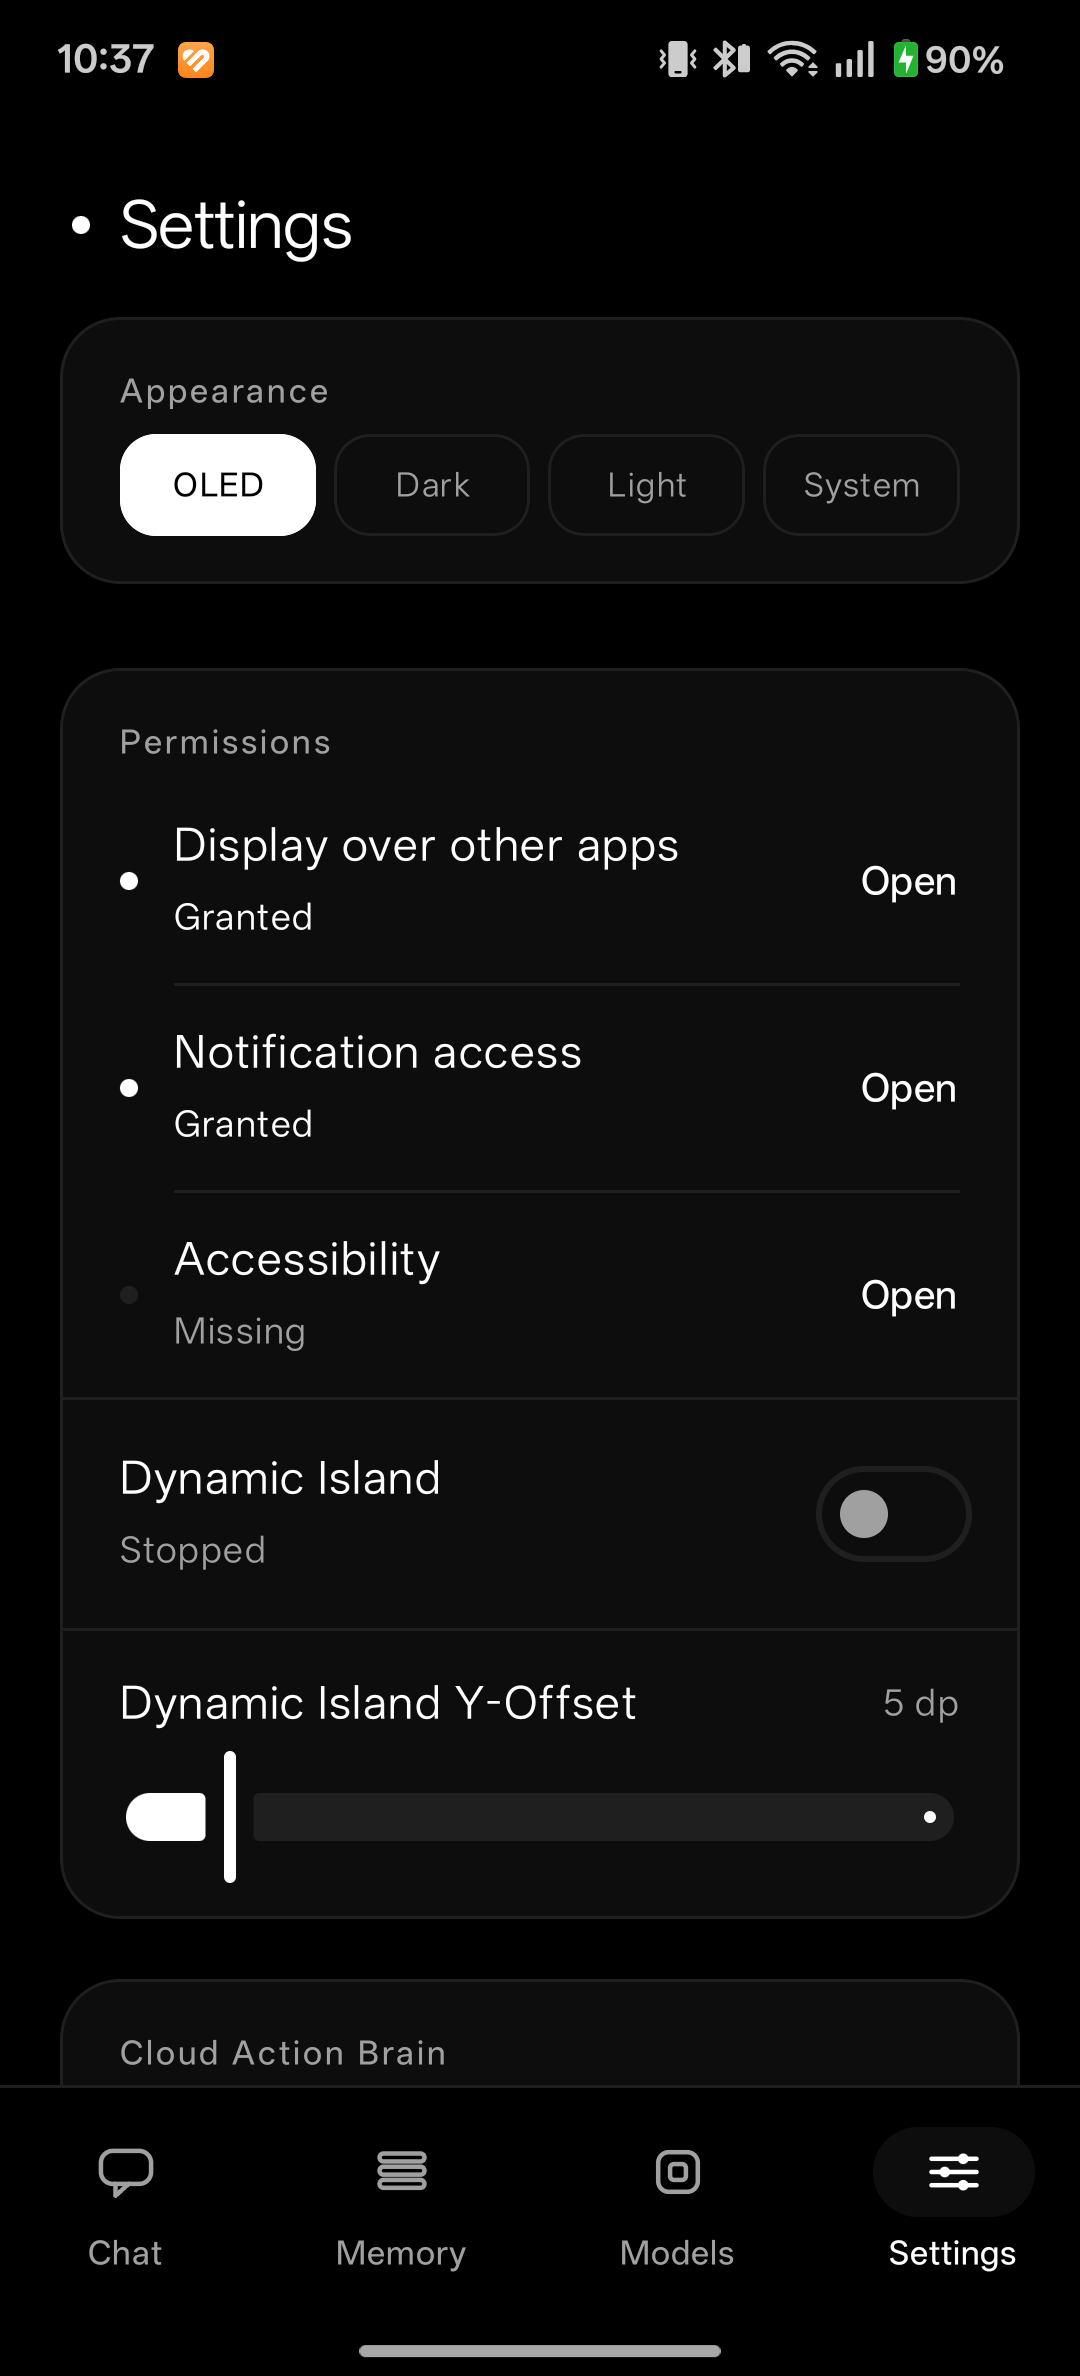 10:37
90%
Settings
Appearance
OLED
Dark
Light
System
Permissions
Display over other apps
Granted
Open
Notification access
Granted
Open
Accessibility
Missing
Open
Dynamic Island
Stopped
Dynamic Island Y-Offset
5 dp
Cloud Action Brain
Chat
Memory
Models
Settings